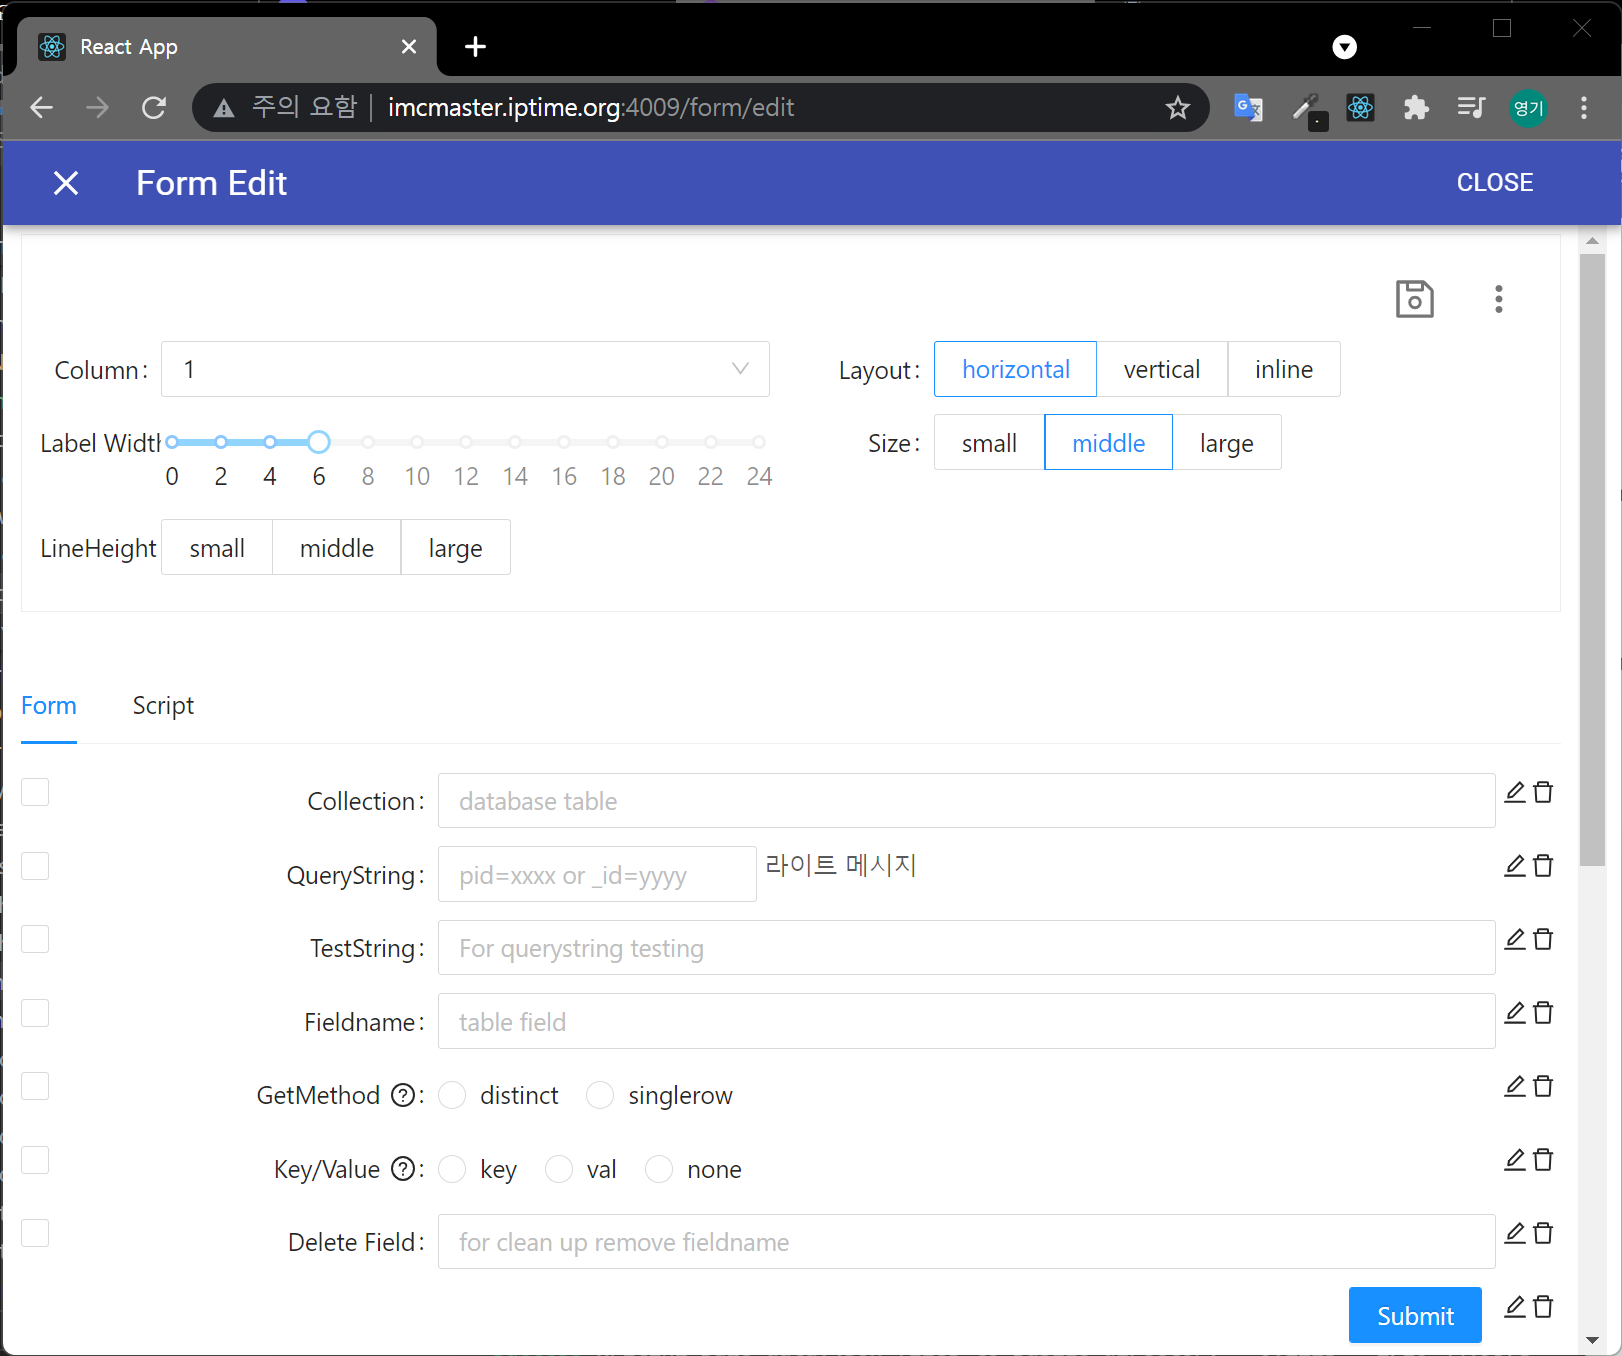 React App
주의 요함 imcmaster.iptime.org:4009/form/edit
영기
Form Edit
CLOSE
Column: 1
Layout: horizontal vertical inline
Label Width
0 2 4 6 8 10 12 14 16 18 20 22 24
Size: small middle large
LineHeight small middle large
Form Script
Collection: database table
QueryString: pid=xxxx or _id=yyyy 라이트 메시지
TestString: For querystring testing
Fieldname: table field
GetMethod ?: distinct singlerow
Key/Value ?: key val none
Delete Field: for clean up remove fieldname
Submit